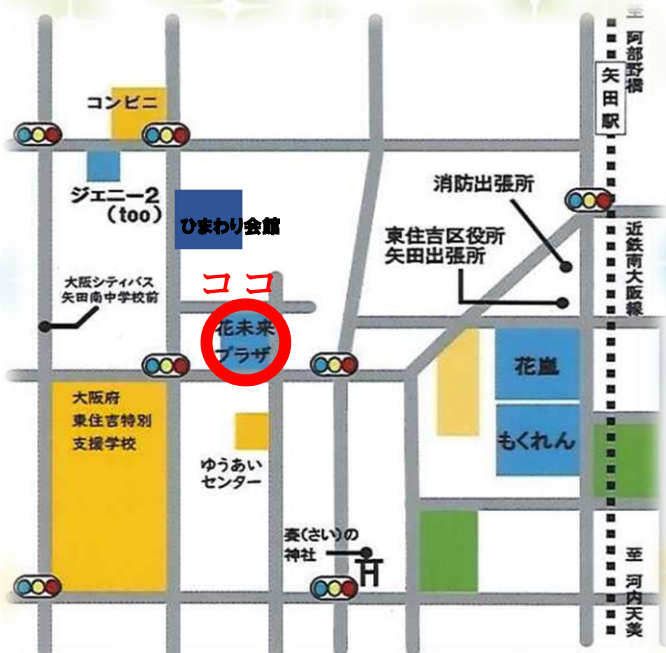 至 阿部野橋
矢田駅
コンビニ
消防出張所
ジェニー2
(too)
ひまわり会館
東住吉区役所
矢田出張所
近鉄南大阪線
大阪シティバス
矢田南中学校前
ココ
花未来
プラザ
花嵐
大阪府
東住吉特別
支援学校
もくれん
ゆうあい
センター
(さい)の
神社
至 河内天美